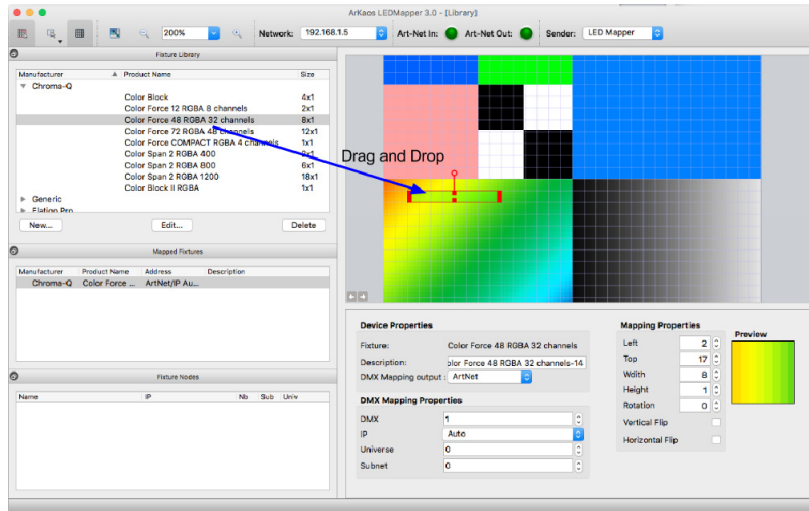 ArKaos LEDMapper 3.0 - [Library]
200% Network: 192.168.1.5 Art-Net In: Art-Net Out: Sender: LED Mapper
Fixture Library
Manufacturer Product Name Size
Chroma-Q
Color Block 4x1
Color Force 12 RGBA 8 channels 2x1
Color Force 48 RGBA 32 channels 8x1
Color Force 72 RGBA 48 channels 12x1
Color Force COMPACT RGBA 4 channels 1x1
Color Span 2 RGBA 400
Color Span 2 RGBA 800 6x1
Color Span 2 RGBA 1200 18x1
Color Block II RGBA 1x1
Generic
Elation Pro
New... Edit... Delete
Drag and Drop
Mapped Fixtures
Manufacturer Product Name Address Description
Chroma-Q Color Force ... ArtNet/IP Au...
Fixture Nodes
Name IP Nb Sub Univ
Device Properties
Fixture: Color Force 48 RGBA 32 channels
Description: olor Force 48 RGBA 32 channels-14
DMX Mapping output : ArtNet
DMX Mapping Properties
DMX 1
IP Auto
Universe 0
Subnet 0
Mapping Properties
Left 2
Top 17
Width 8
Height 1
Rotation 0
Vertical Flip
Horizontal Flip
Preview